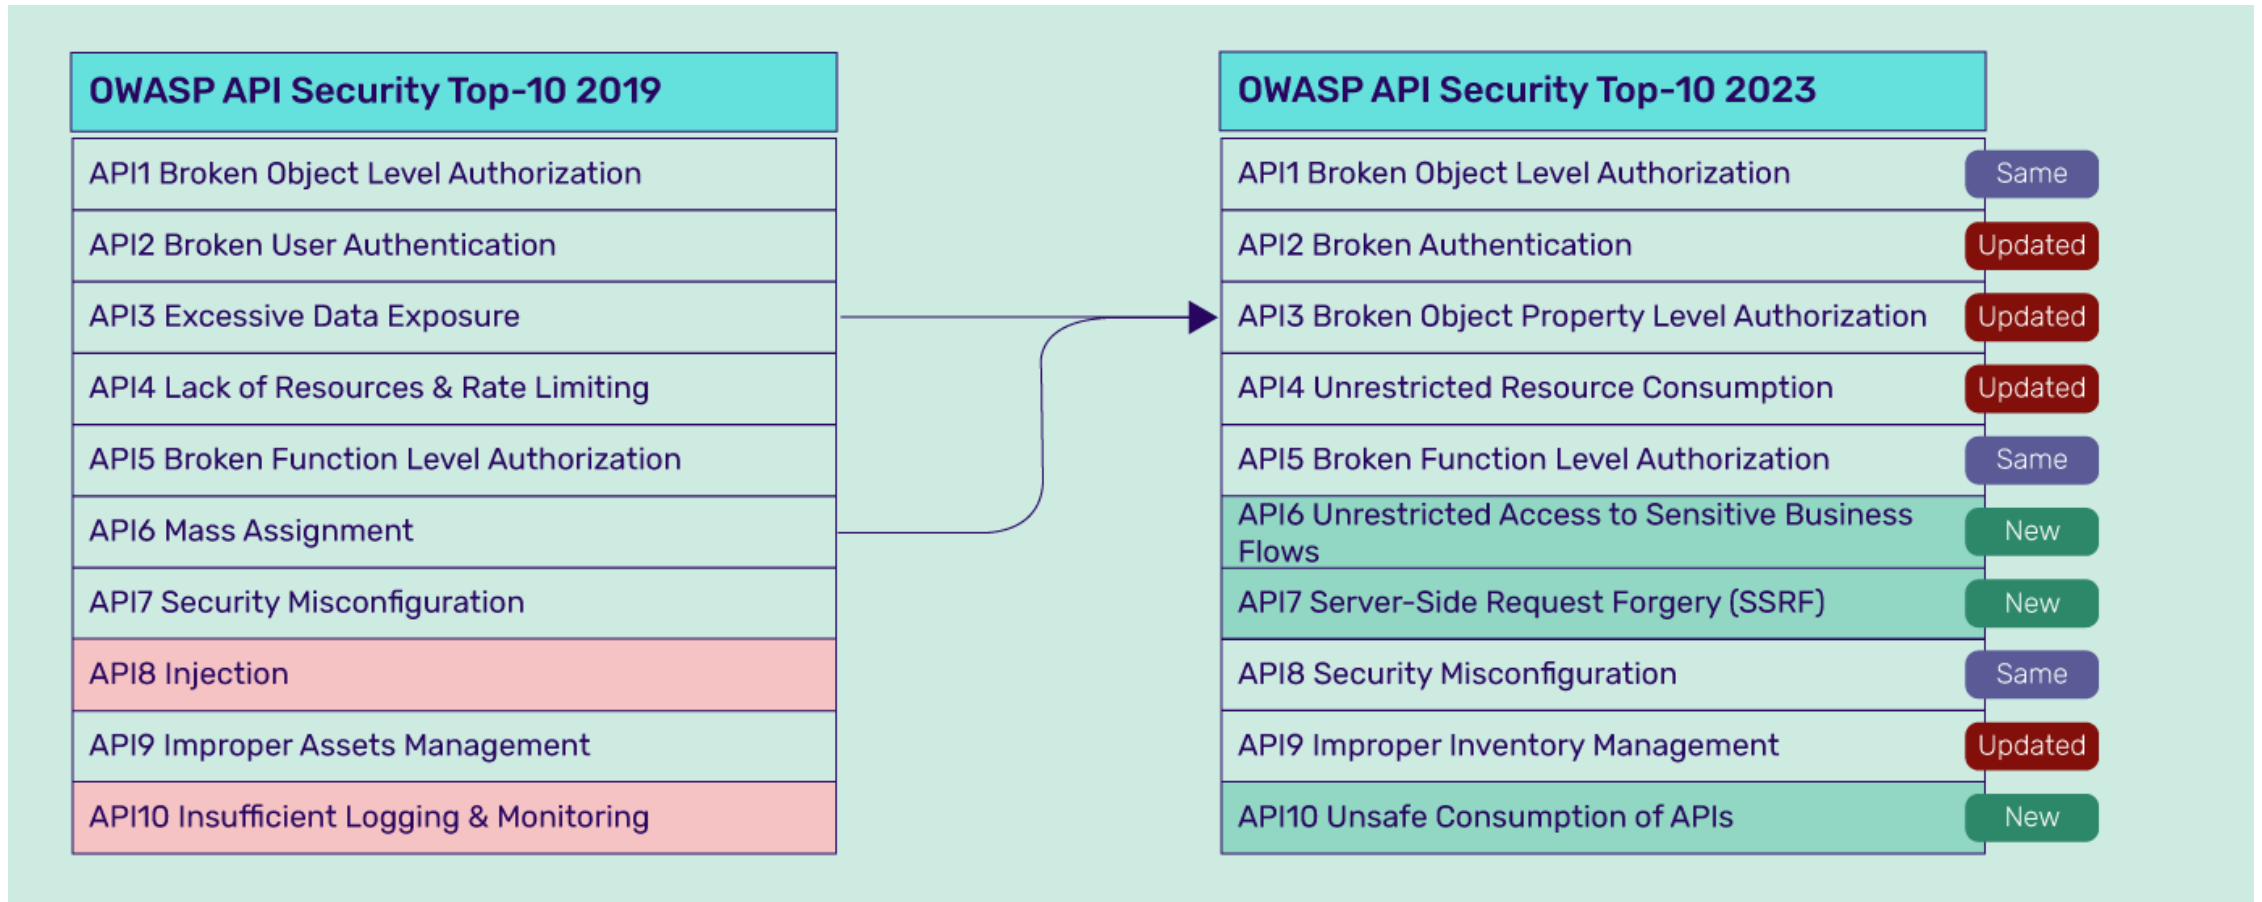 OWASP API Security Top-10 2019
API1 Broken Object Level Authorization
API2 Broken User Authentication
API3 Excessive Data Exposure
API4 Lack of Resources & Rate Limiting
API5 Broken Function Level Authorization
API6 Mass Assignment
API7 Security Misconfiguration
API8 Injection
API9 Improper Assets Management
API10 Insufficient Logging & Monitoring
OWASP API Security Top-10 2023
API1 Broken Object Level Authorization
Same
API2 Broken Authentication
Updated
API3 Broken Object Property Level Authorization
Updated
API4 Unrestricted Resource Consumption
Updated
API5 Broken Function Level Authorization
Same
API6 Unrestricted Access to Sensitive Business
Flows
New
API7 Server-Side Request Forgery (SSRF)
New
API8 Security Misconfiguration
Same
API9 Improper Inventory Management
Updated
API10 Unsafe Consumption of APIs
New